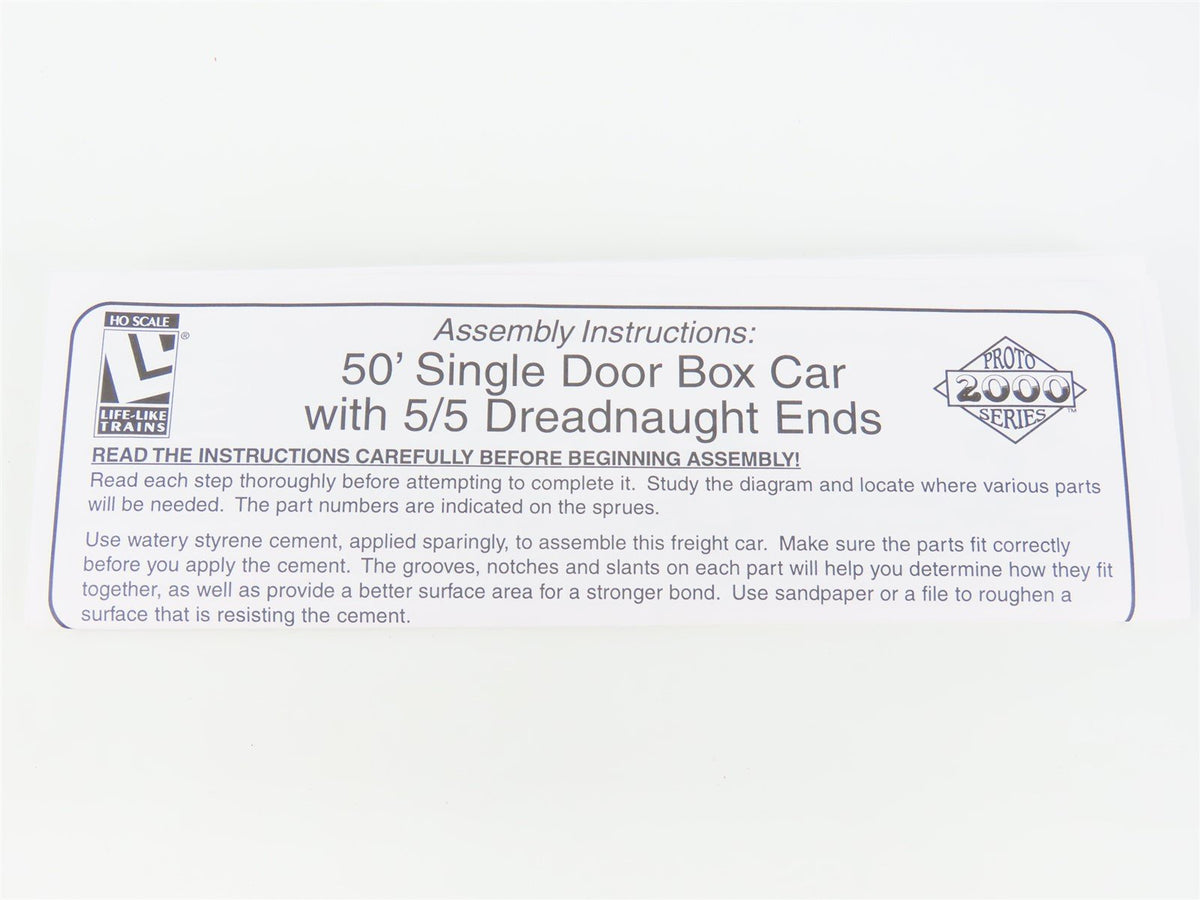 HO SCALE
®
LIFE-LIKE
TRAINS
Assembly Instructions:
50' Single Door Box Car
with 5/5 Dreadnaught Ends
PROTO
2000
SERIES™
READ THE INSTRUCTIONS CAREFULLY BEFORE BEGINNING ASSEMBLY!
Read each step thoroughly before attempting to complete it. Study the diagram and locate where various parts
will be needed. The part numbers are indicated on the sprues.
Use watery styrene cement, applied sparingly, to assemble this freight car. Make sure the parts fit correctly
before you apply the cement. The grooves, notches and slants on each part will help you determine how they fit
together, as well as provide a better surface area for a stronger bond. Use sandpaper or a file to roughen a
surface that is resisting the cement.